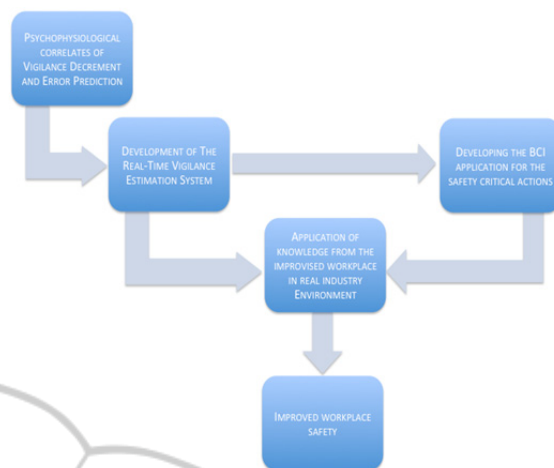 PSYCHOPHYSIOLOGICAL
CORRELATES OF
VIGILANCE DECREMENT
AND ERROR PREDICTION
DEVELOPMENT OF THE
REAL-TIME VIGILANCE
ESTIMATION SYSTEM
DEVELOPING THE BCI
APPLICATION FOR THE
SAFETY CRITICAL ACTIONS
APPLICATION OF
KNOWLEDGE FROM THE
IMPROVISED WORKPLACE
IN REAL INDUSTRY
ENVIRONMENT
IMPROVED WORKPLACE
SAFETY